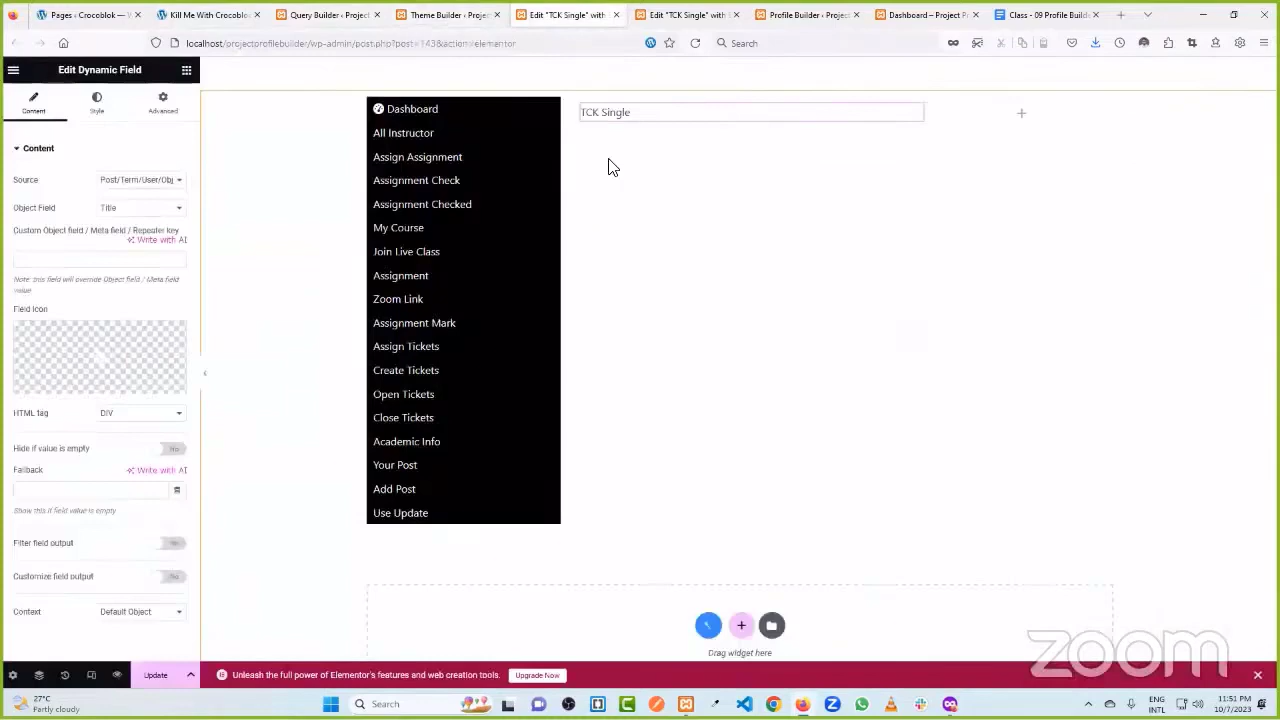 Pages ‹ Crocoblok — W
Kill Me With Crocoblo
Query Builder ‹ Project
Theme Builder ‹ Projec
Edit "TCK Single" with
Edit "TCK Single" with
Profile Builder ‹ Projec
Dashboard ‹ Project Pr
Class - 09 Profile Build
localhost/projectprofilebuilder/wp-admin/post.php?post=143&action=elementor
Search
Edit Dynamic Field
Content
Style
Advanced
Content
Source
Post/Term/User/Obj
Object Field
Title
Custom Object field / Meta field / Repeater key
Write with AI
Note: this field will override Object field / Meta field
value
Field Icon
HTML tag
DIV
Hide if value is empty
No
Fallback
Write with AI
Show this if field value is empty
Filter field output
No
Customize field output
No
Context
Default Object
Update
Dashboard
All Instructor
Assign Assignment
Assignment Check
Assignment Checked
My Course
Join Live Class
Assignment
Zoom Link
Assignment Mark
Assign Tickets
Create Tickets
Open Tickets
Close Tickets
Academic Info
Your Post
Add Post
Use Update
TCK Single
Drag widget here
zoom
Unleash the full power of Elementor's features and web creation tools.
Upgrade Now
27°C
Partly cloudy
Search
ENG
INTL
11:51 PM
10/7/2023